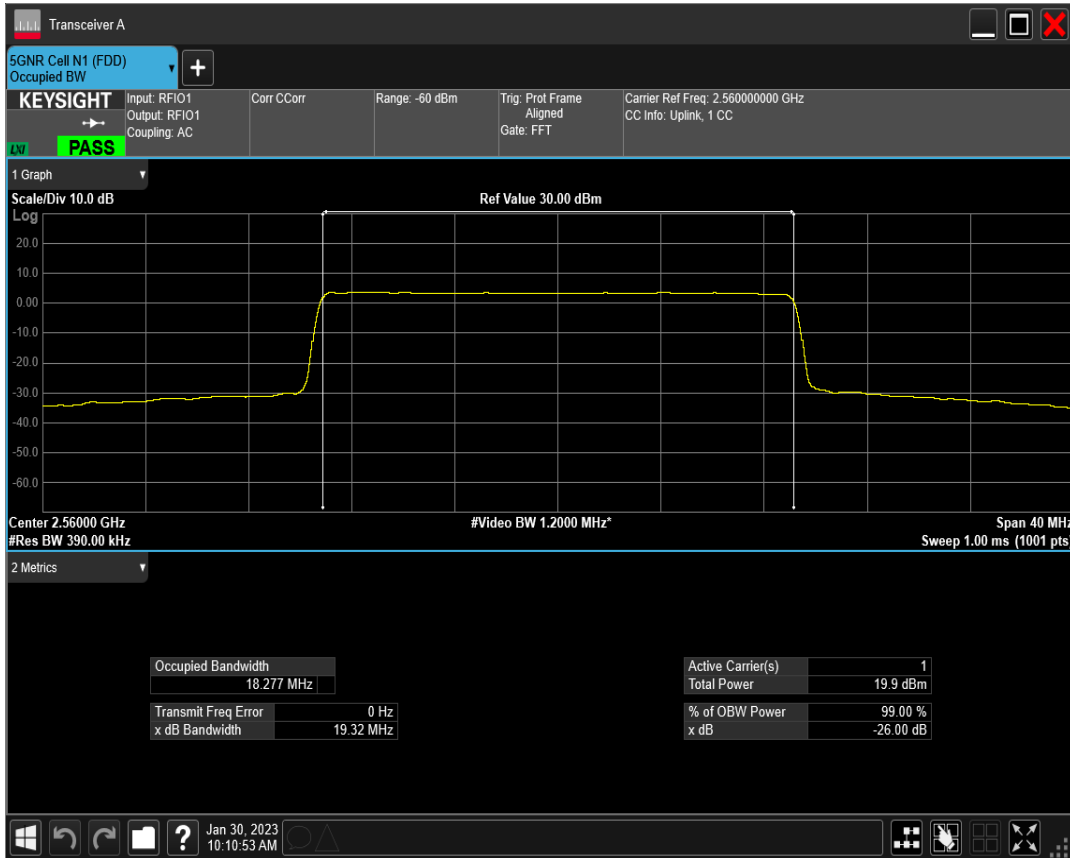 Transceiver A
5GNR Cell N1 (FDD)
Occupied BW
+
KEYSIGHT
LXI
PASS
Input: RFIO1
Output: RFIO1
Coupling: AC
Corr CCorr
Range: -60 dBm
Trig: Prot Frame
Aligned
Gate: FFT
Carrier Ref Freq: 2.560000000 GHz
CC Info: Uplink, 1 CC
1 Graph
Scale/Div 10.0 dB
Ref Value 30.00 dBm
Log
20.0
10.0
0.00
-10.0
-20.0
-30.0
-40.0
-50.0
-60.0
Center 2.56000 GHz
#Video BW 1.2000 MHz*
Span 40 MHz
#Res BW 390.00 kHz
Sweep 1.00 ms (1001 pts)
2 Metrics
Occupied Bandwidth
18.277 MHz
Transmit Freq Error 0 Hz
x dB Bandwidth 19.32 MHz
Active Carrier(s) 1
Total Power 19.9 dBm
% of OBW Power 99.00 %
x dB -26.00 dB
?
Jan 30, 2023
10:10:53 AM